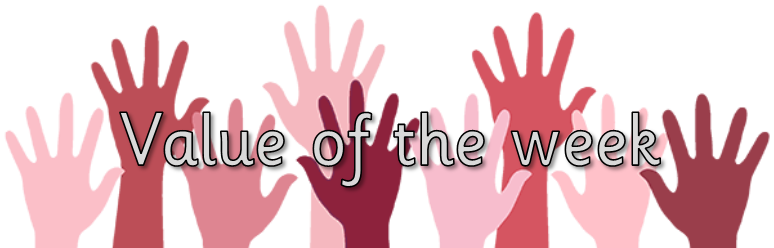 Value of the week